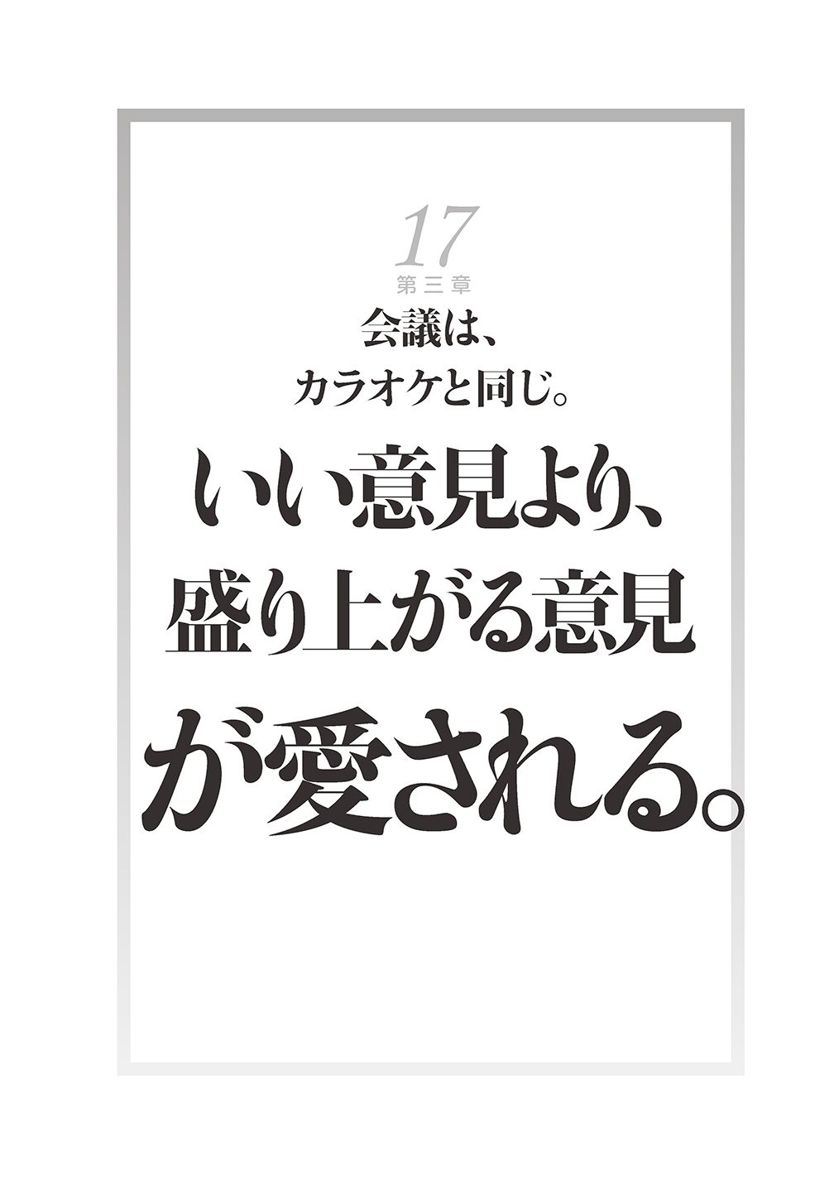 17
第三章
会議は、
カラオケと同じ。
いい意見より、
盛り上がる意見
が愛される。